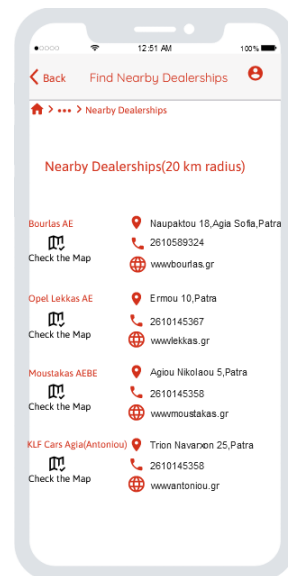 12:51 AM
100%
Back
Find Nearby Dealerships
> ••• > Nearby Dealerships
Nearby Dealerships(20 km radius)
Bourlas AE
Naupaktou 18,Agia Sofia,Patra
2610589324
Check the Map
wwwbourlas.gr
Opel Lekkas AE
Ermou 10,Patra
2610145367
Check the Map
wwwlekkas.gr
Moustakas AEBE
Agiou Nikolaou 5,Patra
2610145358
Check the Map
wwwmoustakas.gr
KLF Cars Agla(Antoniou)
Trion Navarxon 25,Patra
2610145358
Check the Map
wwwantoniou.gr